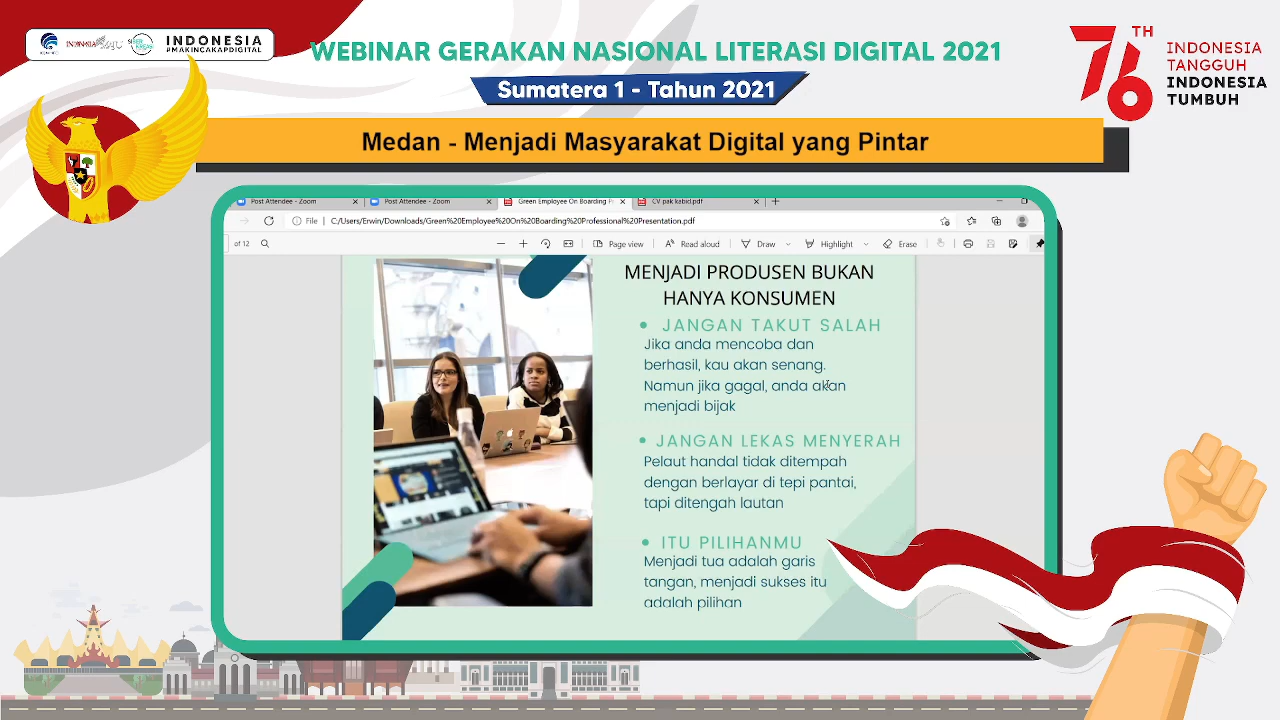 INDONESIA
#MAKINCAKAPDIGITAL
WEBINAR GERAKAN NASIONAL LITERASI DIGITAL 2021
Sumatera 1 - Tahun 2021
76TH
INDONESIA
TANGGUH
INDONESIA
TUMBUH
Medan - Menjadi Masyarakat Digital yang Pintar
Post Attendee - Zoom
Post Attendee - Zoom
Green Employee On Boarding Pr
CV pak kabid.pdf
File | C:/Users/Erwin/Downloads/Green%20Employee%20On%20Boarding%20Professional%20Presentation.pdf
of 12
Page view
Read aloud
Draw
Highlight
Erase
MENJADI PRODUSEN BUKAN
HANYA KONSUMEN
• JANGAN TAKUT SALAH
Jika anda mencoba dan
berhasil, kau akan senang.
Namun jika gagal, anda akan
menjadi bijak
• JANGAN LEKAS MENYERAH
Pelaut handal tidak ditempah
dengan berlayar di tepi pantai,
tapi ditengah lautan
• ITU PILIHANMU
Menjadi tua adalah garis
tangan, menjadi sukses itu
adalah pilihan